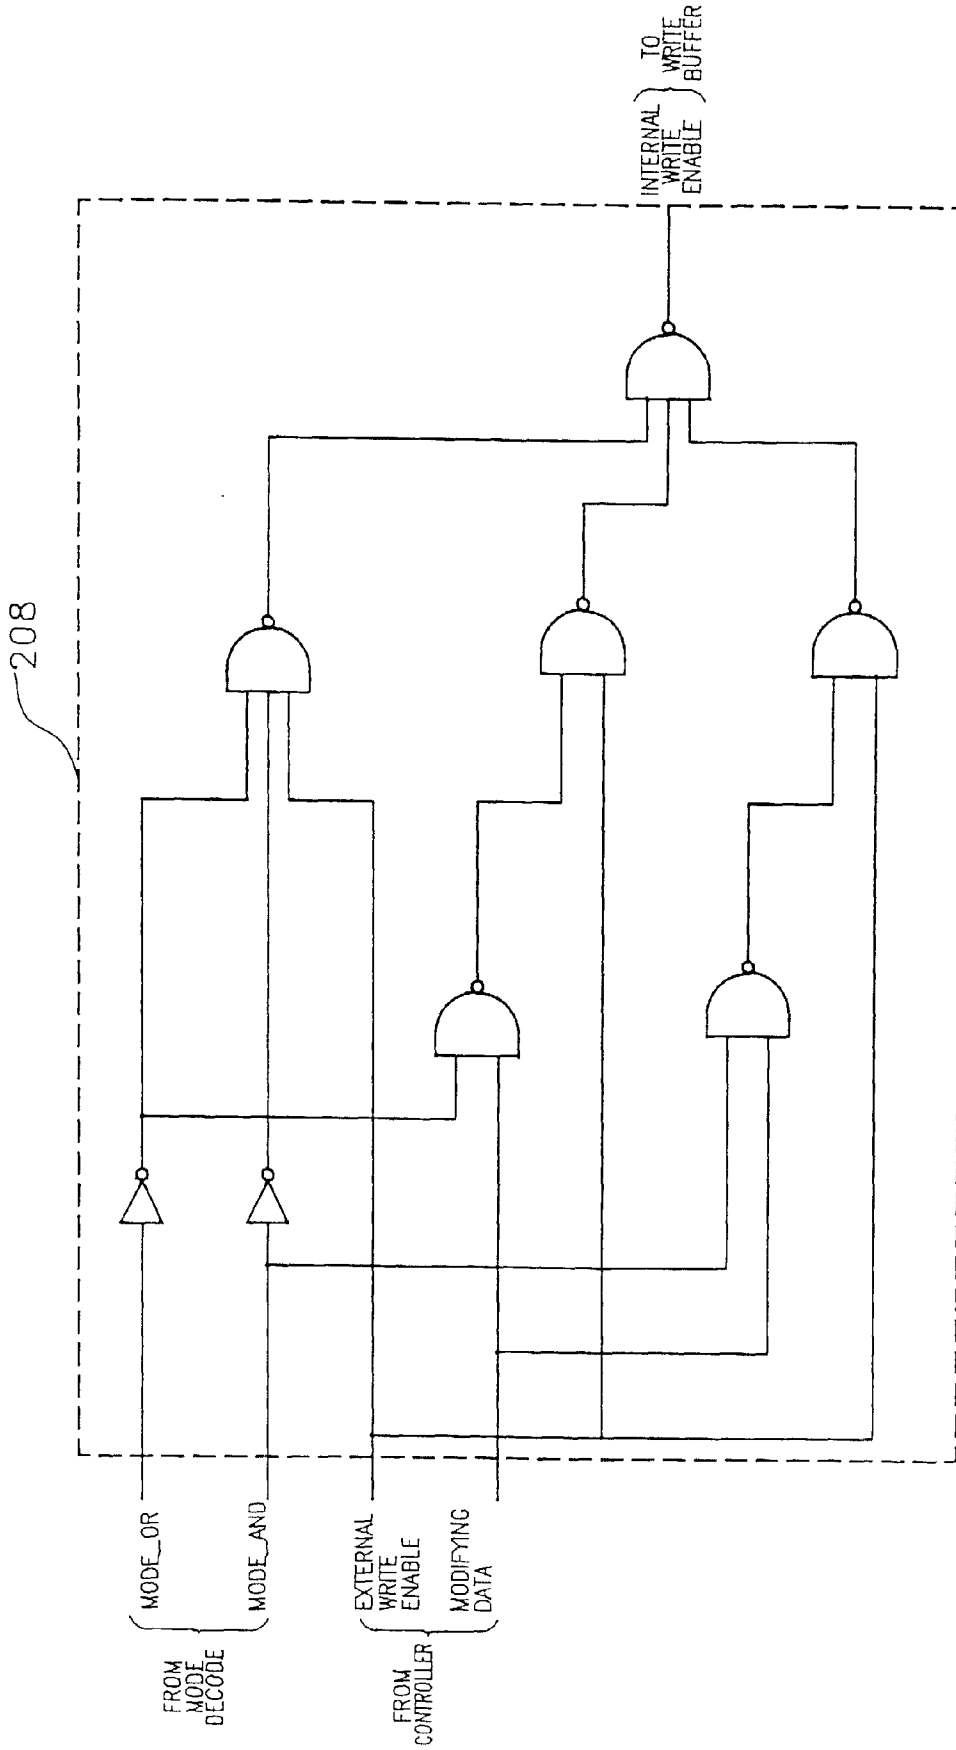 208
FROM
MODE
DECODE
MODE_OR
MODE_AND
FROM
CONTROLLER
EXTERNAL
WRITE
ENABLE
MODIFYING
DATA
INTERNAL
WRITE
ENABLE
TO
WRITE
BUFFER